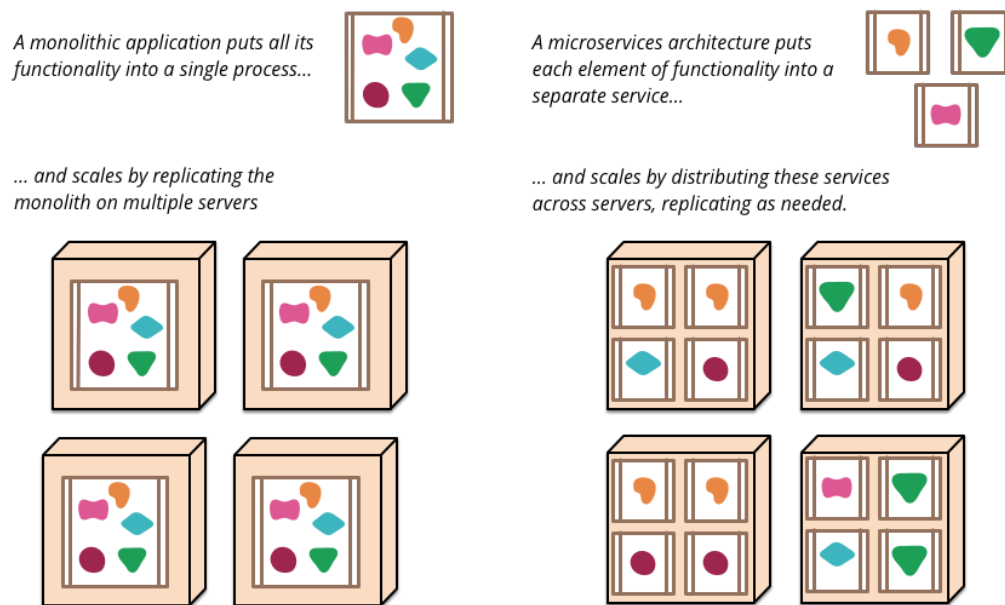 A monolithic application puts all its
functionality into a single process...
... and scales by replicating the
monolith on multiple servers
A microservices architecture puts
each element of functionality into a
separate service...
... and scales by distributing these services
across servers, replicating as needed.